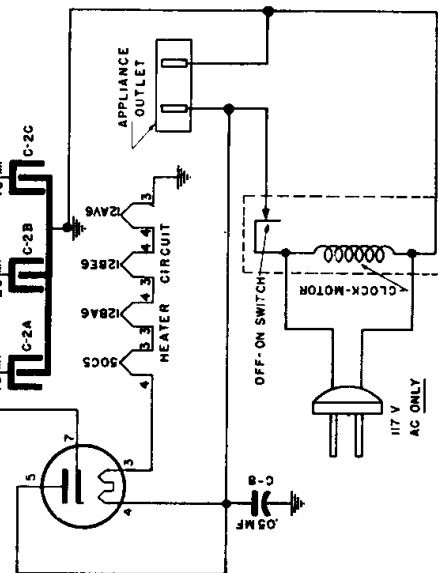 C-2C
C-2B
C-2A
APPLIANCE
OUTLET
3
12AV6
4
4
12BE6
3
4
12BA6
3
3
50C5
4
HEATER CIRCUIT
5
7
3
4
.05MF
C-8
OFF-ON SWITCH
CLOCK-MOTOR
117 V
AC ONLY